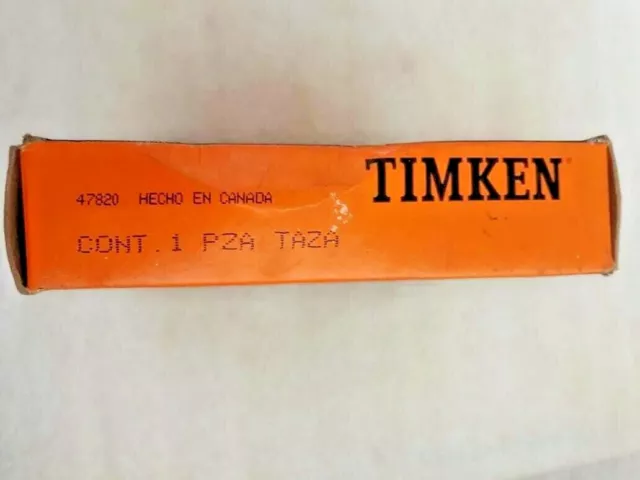 TIMKEN
47820 HECHO EN CANADA
CONT.1 PZA TAZA